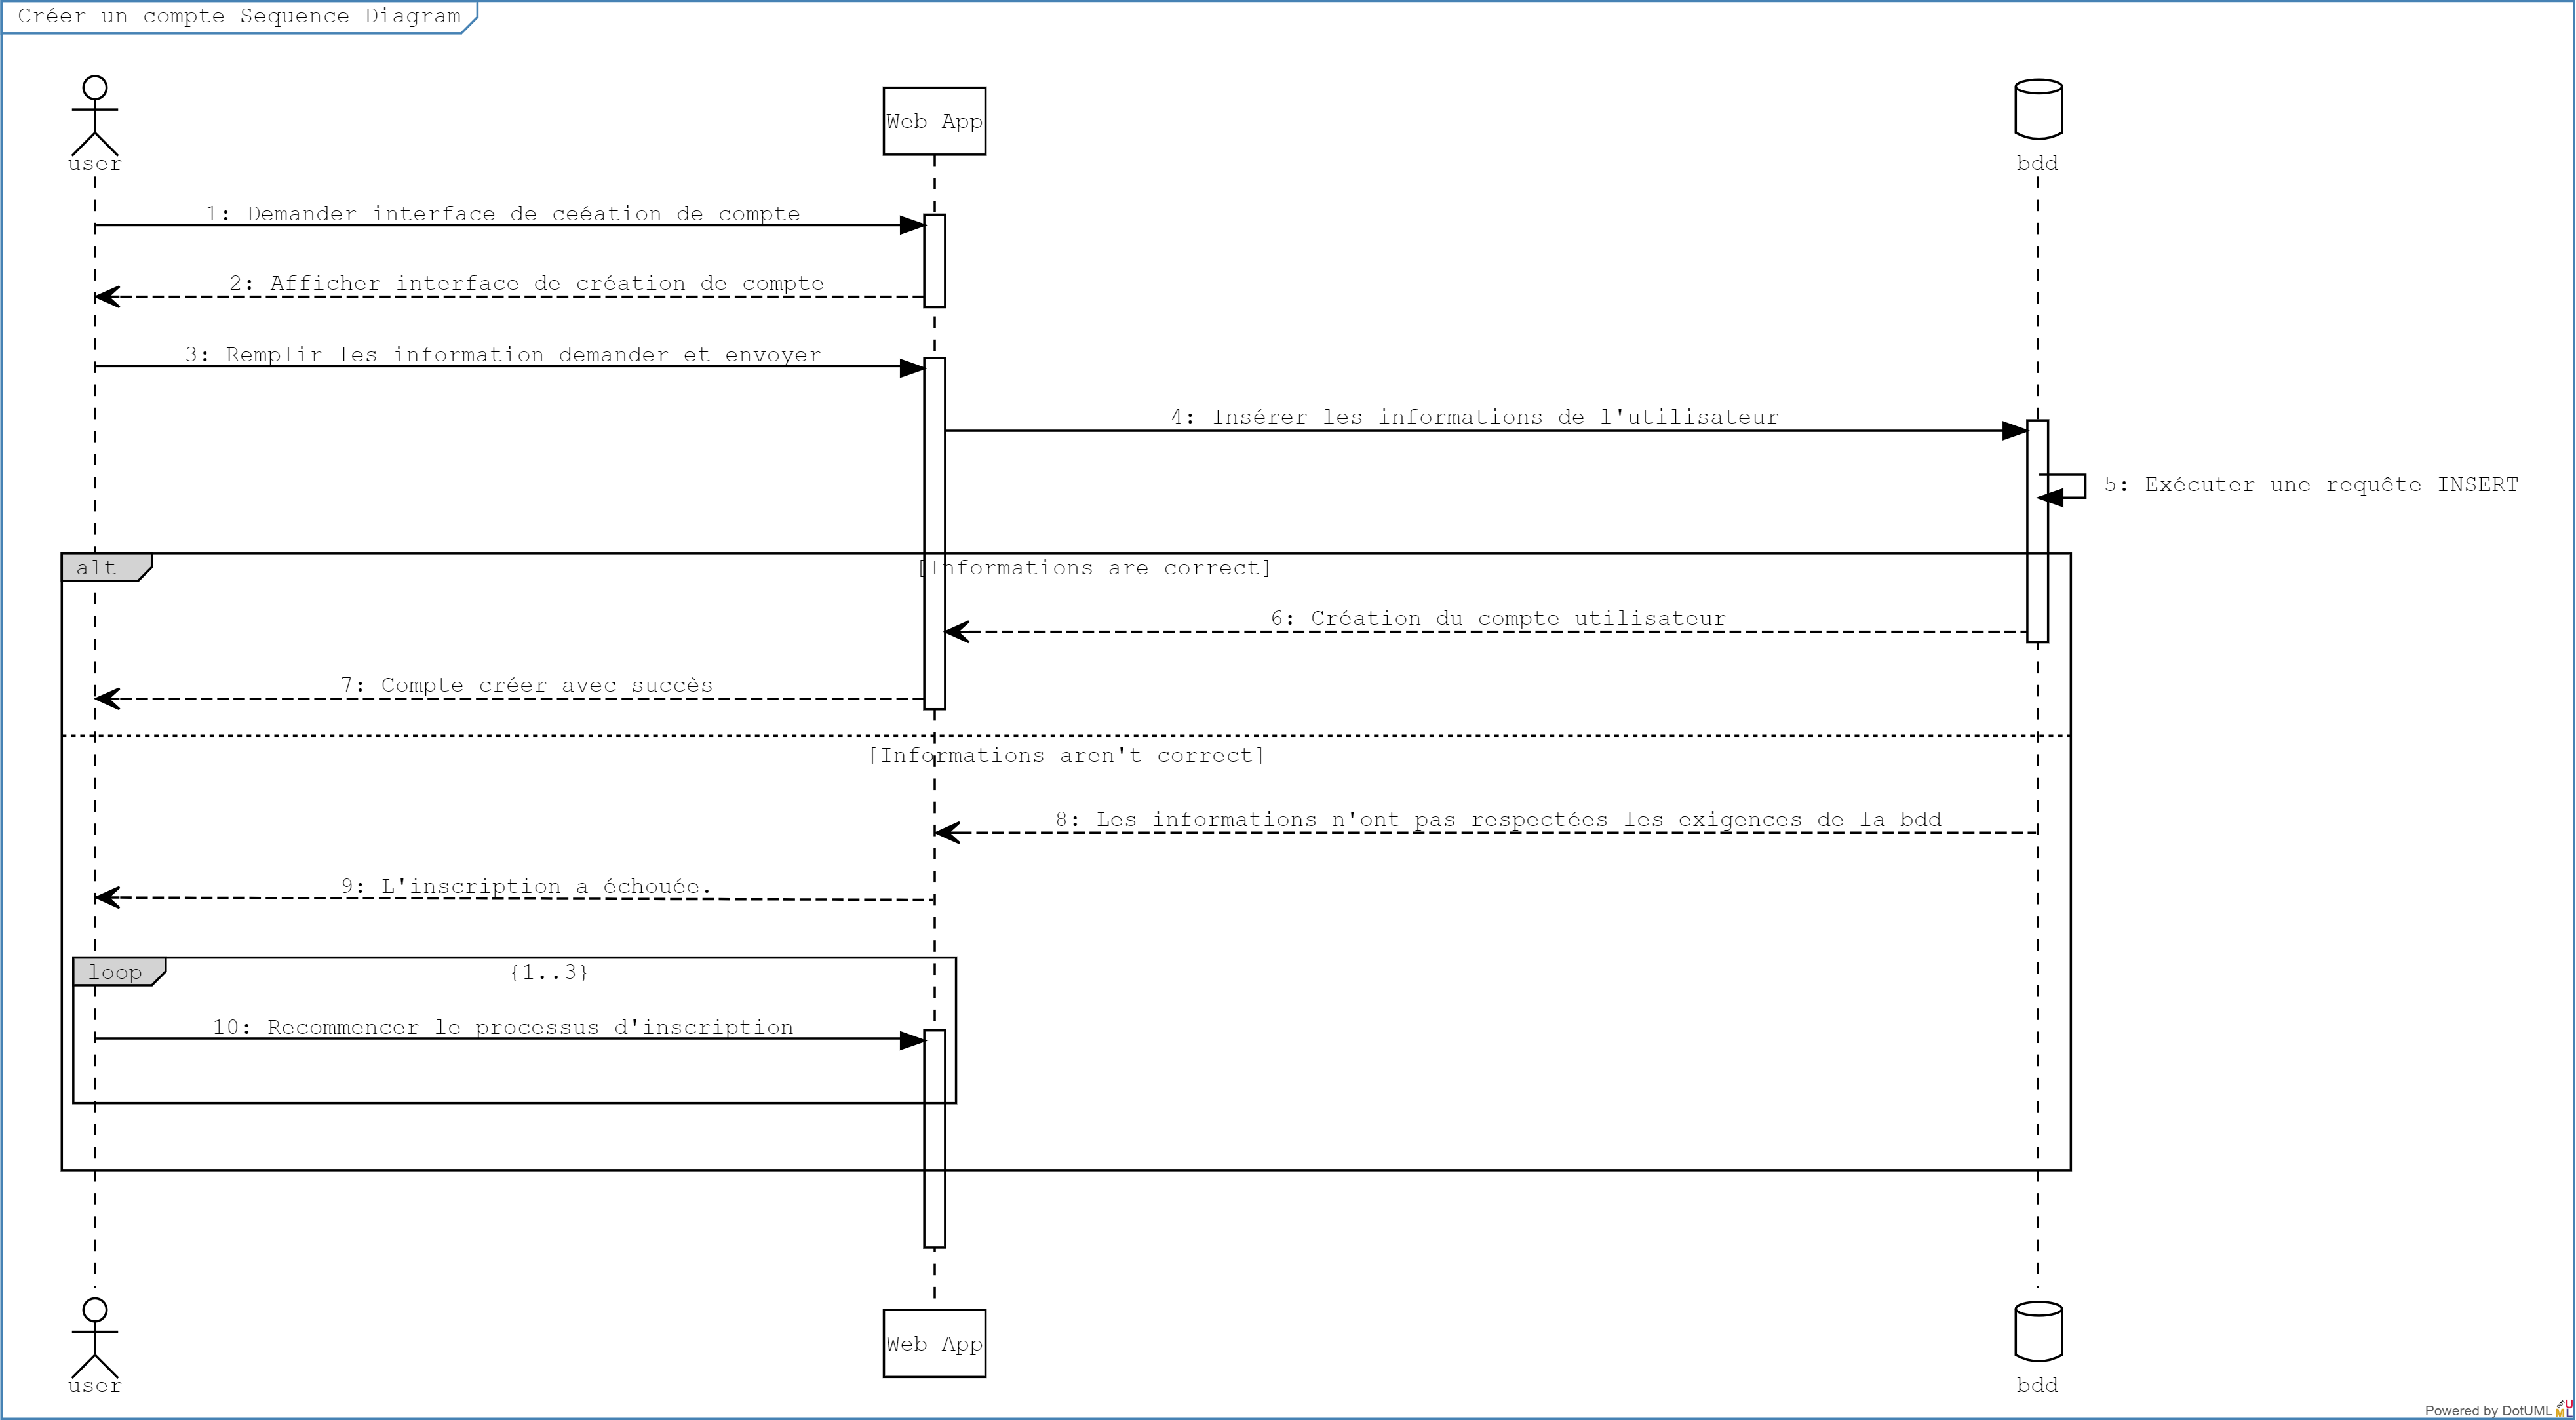 Créer un compte Sequence Diagram
user
Web App
bdd
1: Demander interface de ceéation de compte
2: Afficher interface de création de compte
3: Remplir les information demander et envoyer
4: Insérer les informations de l'utilisateur
5: Exécuter une requête INSERT
alt
[Informations are correct]
6: Création du compte utilisateur
7: Compte créer avec succès
[Informations aren't correct]
8: Les informations n'ont pas respectées les exigences de la bdd
9: L'inscription a échouée.
loop
{1..3}
10: Recommencer le processus d'inscription
user
Web App
bdd
Powered by DotUML